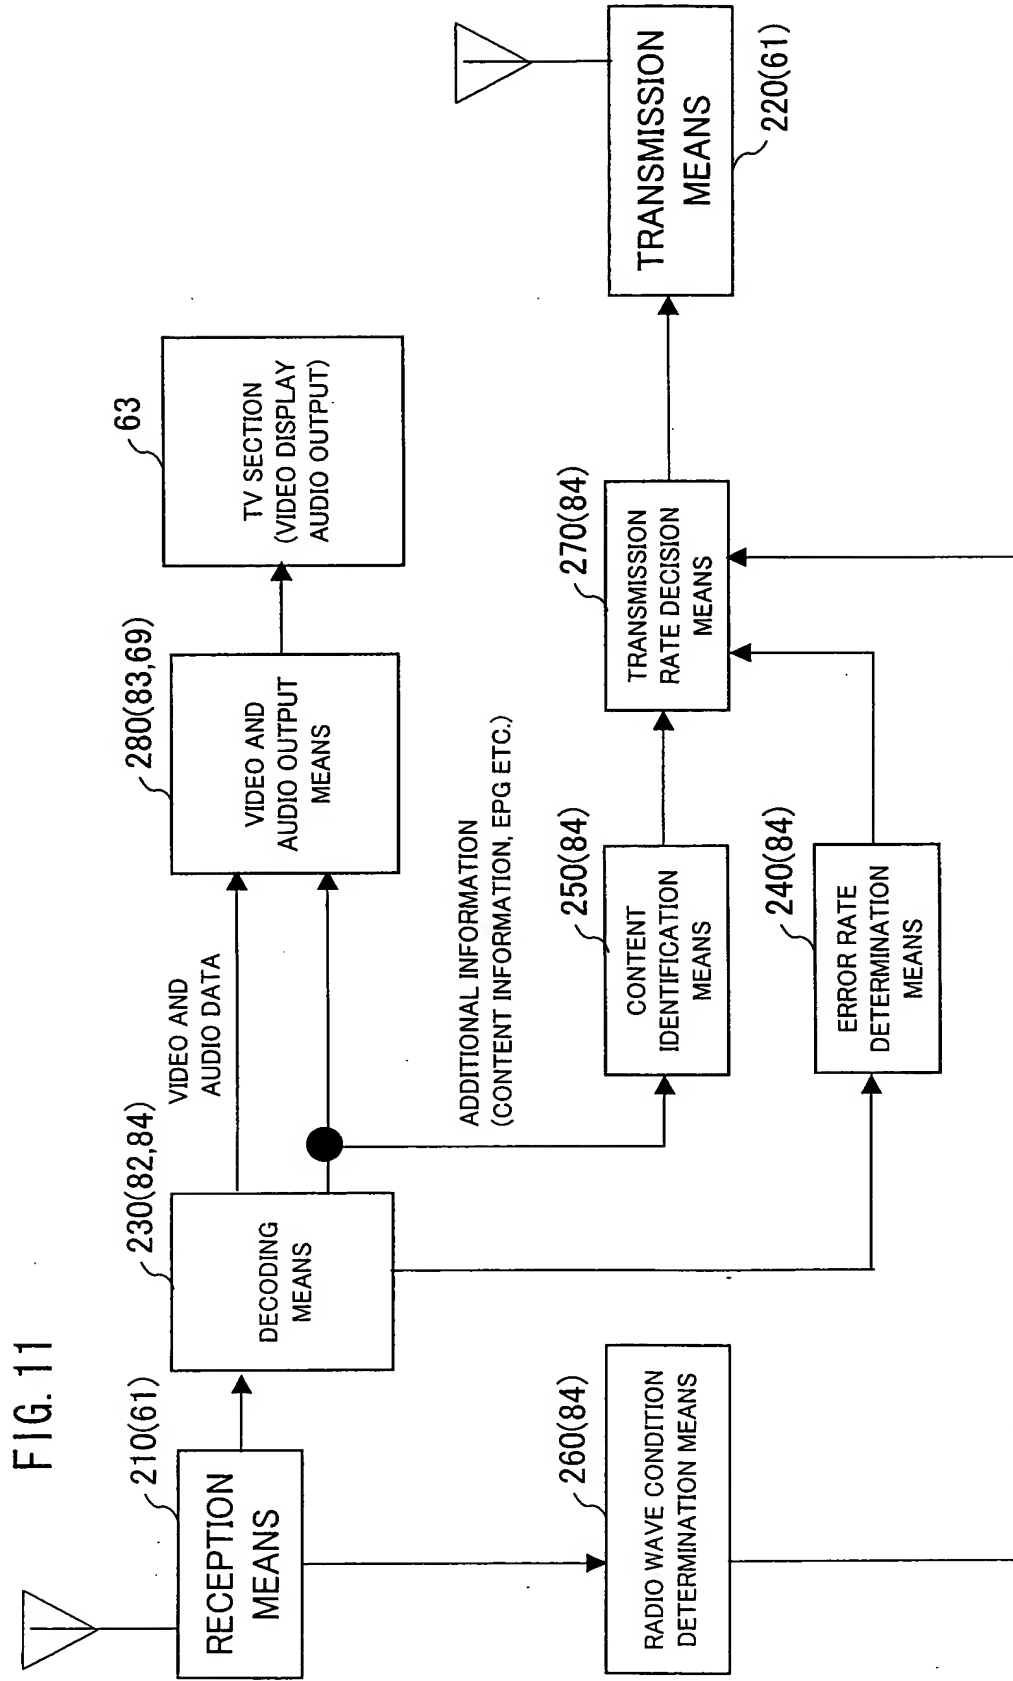 FIG. 11
210(61)
RECEPTION
MEANS
230(82,84)
DECODING
MEANS
VIDEO AND
AUDIO DATA
280(83,69)
VIDEO AND
AUDIO OUTPUT
MEANS
63
TV SECTION
(VIDEO DISPLAY
AUDIO OUTPUT)
ADDITIONAL INFORMATION
(CONTENT INFORMATION, EPG ETC.)
260(84)
RADIO WAVE CONDITION
DETERMINATION MEANS
250(84)
CONTENT
IDENTIFICATION
MEANS
240(84)
ERROR RATE
DETERMINATION
MEANS
270(84)
TRANSMISSION
RATE DECISION
MEANS
TRANSMISSION
MEANS
220(61)